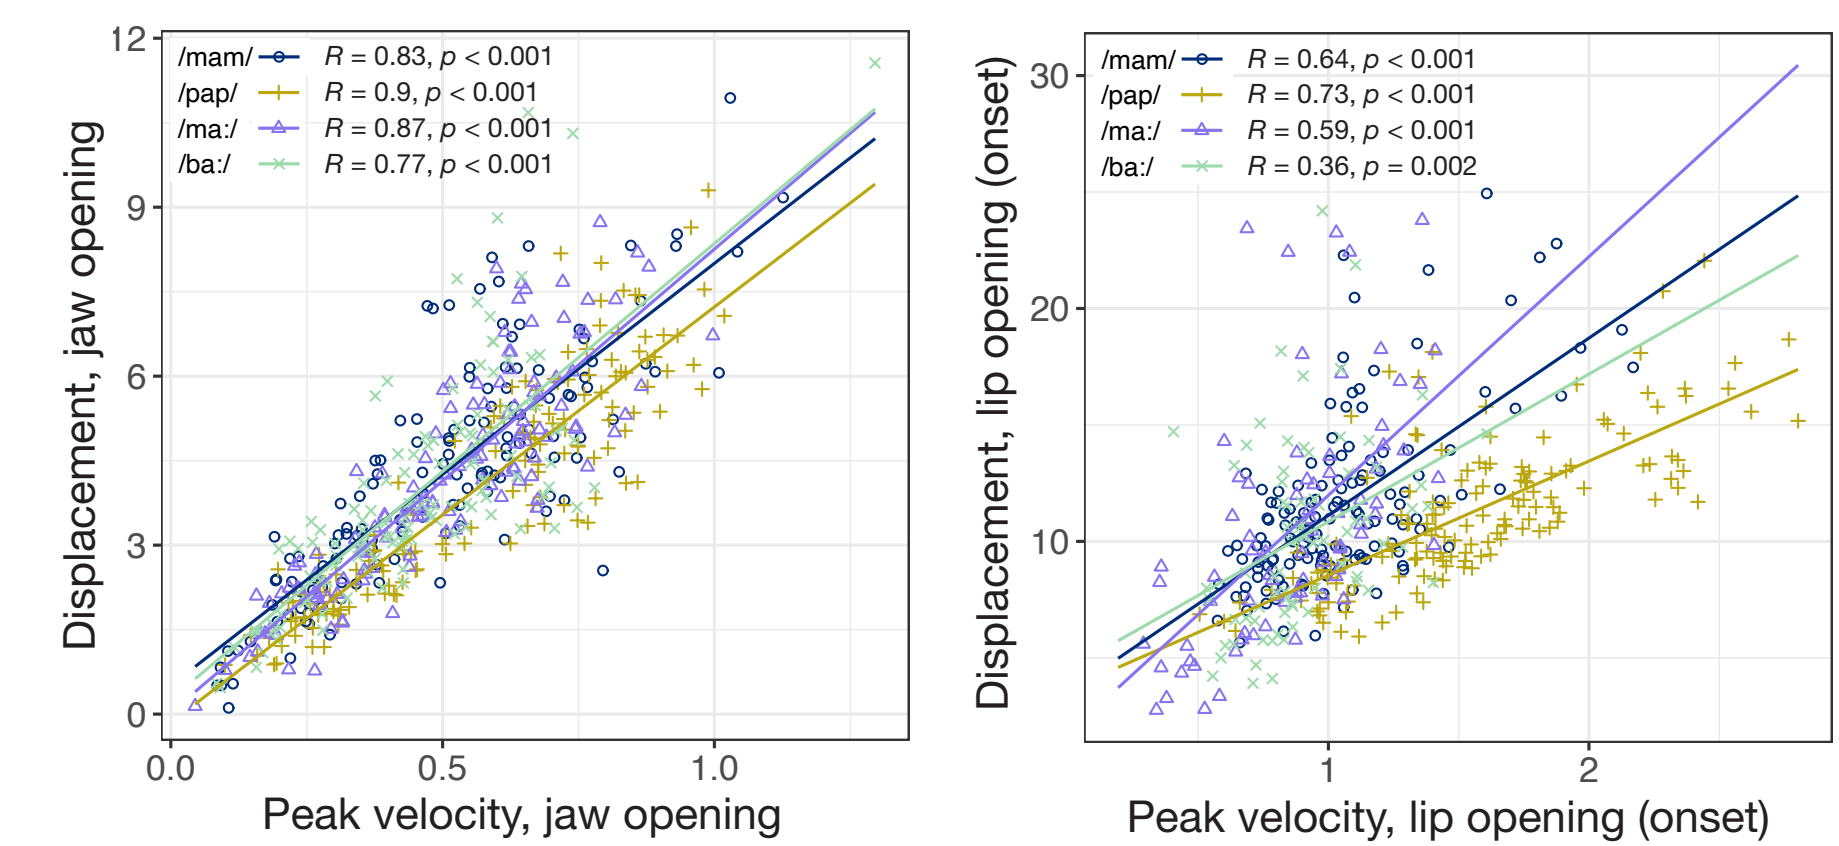 12
9
6
3
0
Displacement, jaw opening
/mam/ R = 0.83, p < 0.001
/pap/ R = 0.9, p < 0.001
/ma:/ R = 0.87, p < 0.001
/ba:/ R = 0.77, p < 0.001
0.0 0.5 1.0
Peak velocity, jaw opening
30
20
10
Displacement, lip opening (onset)
/mam/ R = 0.64, p < 0.001
/pap/ R = 0.73, p < 0.001
/ma:/ R = 0.59, p < 0.001
/ba:/ R = 0.36, p = 0.002
1 2
Peak velocity, lip opening (onset)